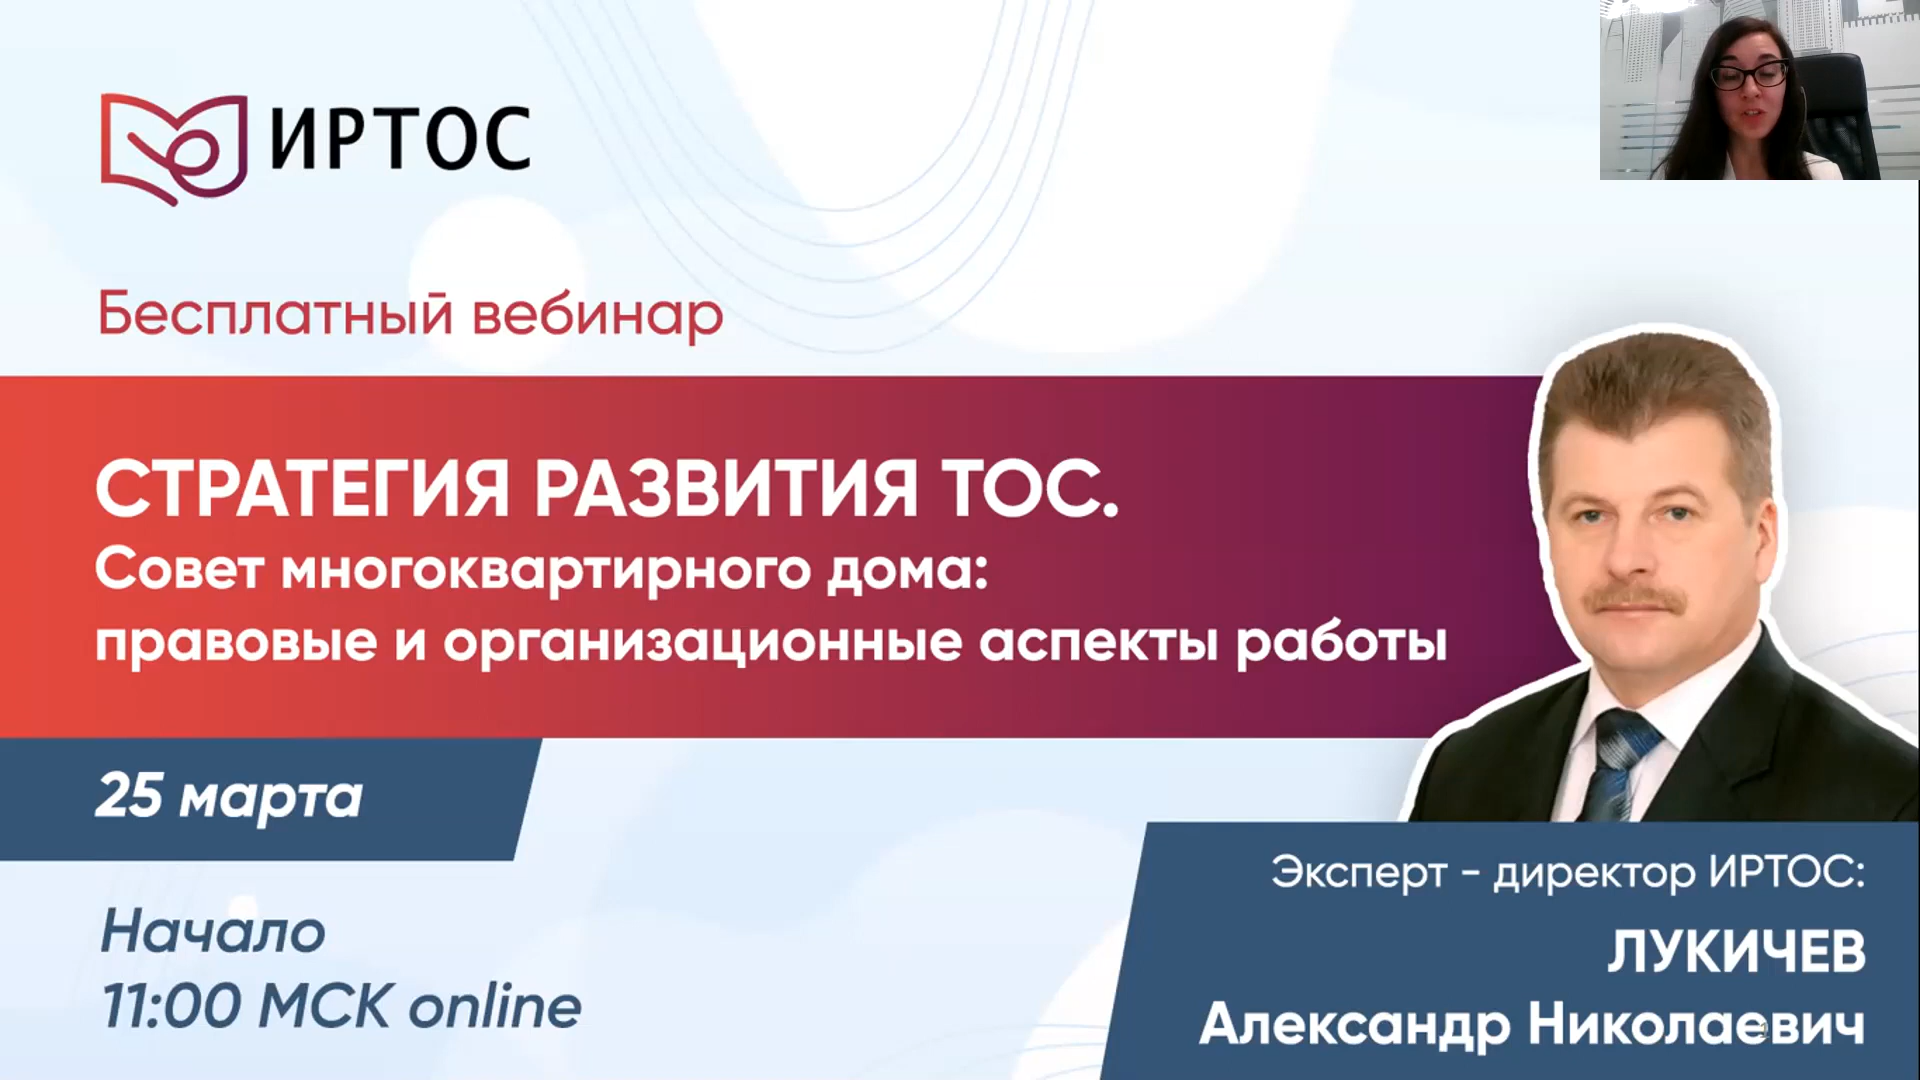 ИРТОС
Бесплатный вебинар
СТРАТЕГИЯ РАЗВИТИЯ ТОС.
Совет многоквартирного дома:
правовые и организационные аспекты работы
25 марта
Начало
11:00 МСК online
Эксперт - директор ИРТОС:
ЛУКИЧЕВ
Александр Николаевич